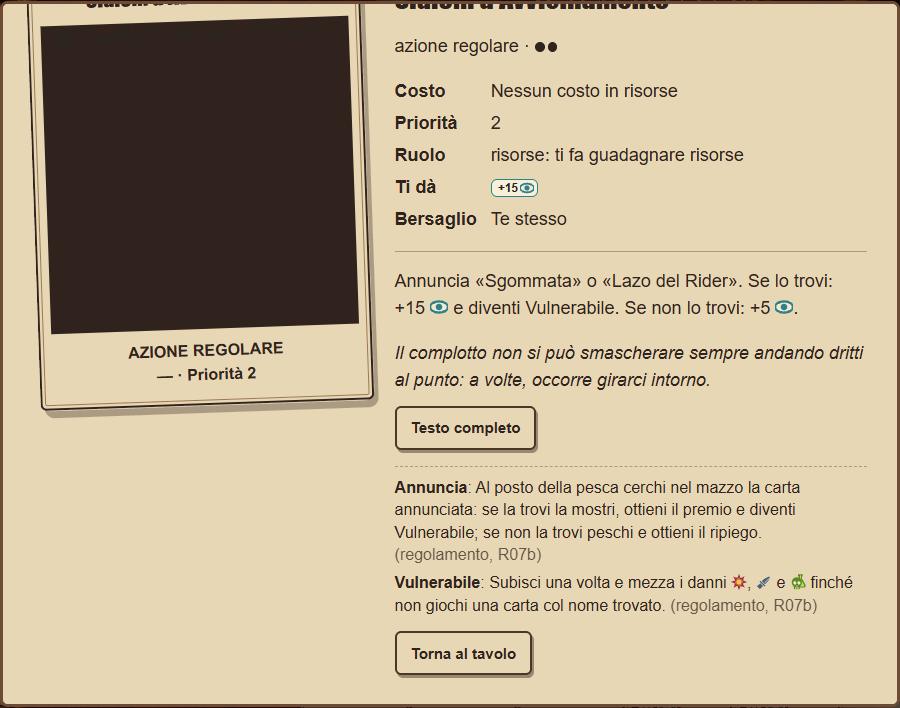 azione regolare · ●●
Costo Nessun costo in risorse
Priorità 2
Ruolo risorse: ti fa guadagnare risorse
Ti dà +15
Bersaglio Te stesso
Annuncia «Sgommata» o «Lazo del Rider». Se lo trovi:
+15 e diventi Vulnerabile. Se non lo trovi: +5 .
Il complotto non si può smascherare sempre andando dritti
al punto: a volte, occorre girarci intorno.
Testo completo
Annuncia: Al posto della pesca cerchi nel mazzo la carta
annunciata: se la trovi la mostri, ottieni il premio e diventi
Vulnerabile; se non la trovi peschi e ottieni il ripiego.
(regolamento, R07b)
Vulnerabile: Subisci una volta e mezza i danni , e finché
non giochi una carta col nome trovato. (regolamento, R07b)
Torna al tavolo
AZIONE REGOLARE
— · Priorità 2